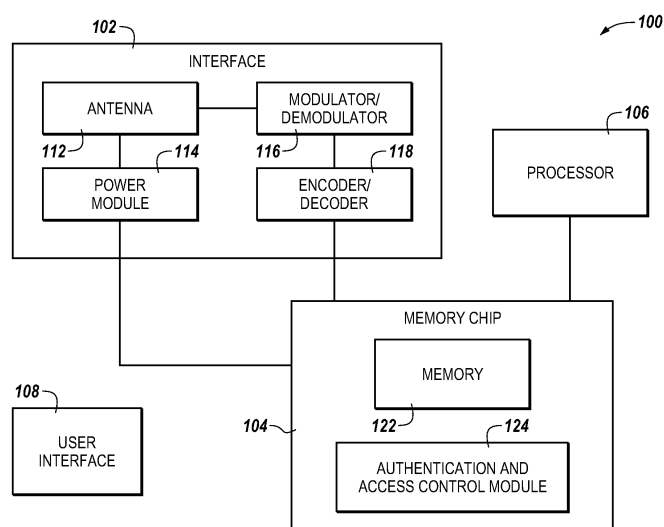 100
102
INTERFACE
ANTENNA
MODULATOR/
DEMODULATOR
112
114
116
118
106
POWER
MODULE
ENCODER/
DECODER
PROCESSOR
MEMORY CHIP
MEMORY
108
104
122
124
USER
INTERFACE
AUTHENTICATION AND
ACCESS CONTROL MODULE